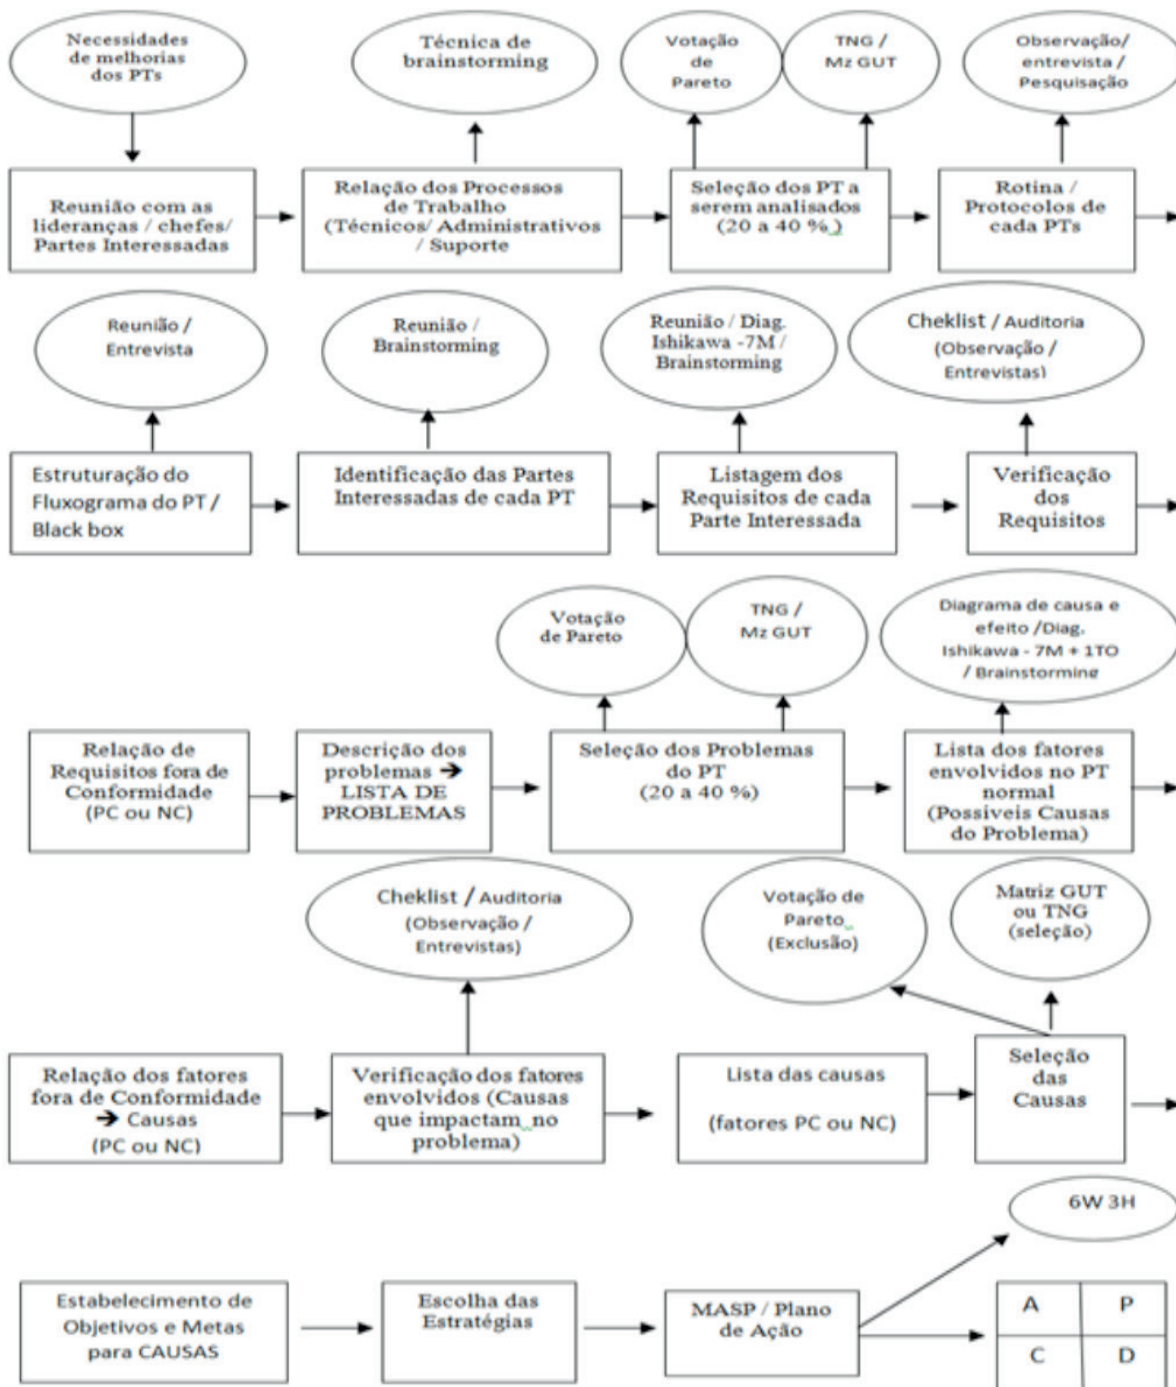 Necessidades
de melhorias
dos PTs
Técnica de
brainstorming
Votação
de
Pareto
TNG /
Mz GUT
Observação/
entrevista /
Pesquisação
Reunião com as
lideranças / chefes/
Partes Interessadas
Relação dos Processos
de Trabalho
(Técnicos/ Administrativos
/ Suporte
Seleção dos PT a
serem analisados
(20 a 40 %)
Rotina /
Protocolos de
cada PTs
Reunião /
Entrevista
Reunião /
Brainstorming
Reunião / Diag.
Ishikawa -7M /
Brainstorming
Cheklist / Auditoria
(Observação /
Entrevistas)
Estruturação do
Fluxograma do PT /
Black box
Identificação das Partes
Interessadas de cada PT
Listagem dos
Requisitos de cada
Parte Interessada
Verificação
dos
Requisitos
Votação
de Pareto
TNG /
Mz GUT
Diagrama de causa e
efeito /Diag.
Ishikawa - 7M + 1TO
/ Brainstorming
Relação de
Requisitos fora de
Conformidade
(PC ou NC)
Descrição dos
problemas ➔
LISTA DE
PROBLEMAS
Seleção dos Problemas
do PT
(20 a 40 %)
Lista dos fatores
envolvidos no PT
normal
(Possíveis Causas
do Problema)
Cheklist / Auditoria
(Observação /
Entrevistas)
Votação de
Pareto
(Exclusão)
Matriz GUT
ou TNG
(seleção)
Relação dos fatores
fora de Conformidade
➔ Causas
(PC ou NC)
Verificação dos fatores
envolvidos (Causas
que impactam no
problema)
Lista das causas
(fatores PC ou NC)
Seleção
das
Causas
6W 3H
Estabelecimento de
Objetivos e Metas
para CAUSAS
Escolha das
Estratégias
MASP / Plano
de Ação
A P
C D